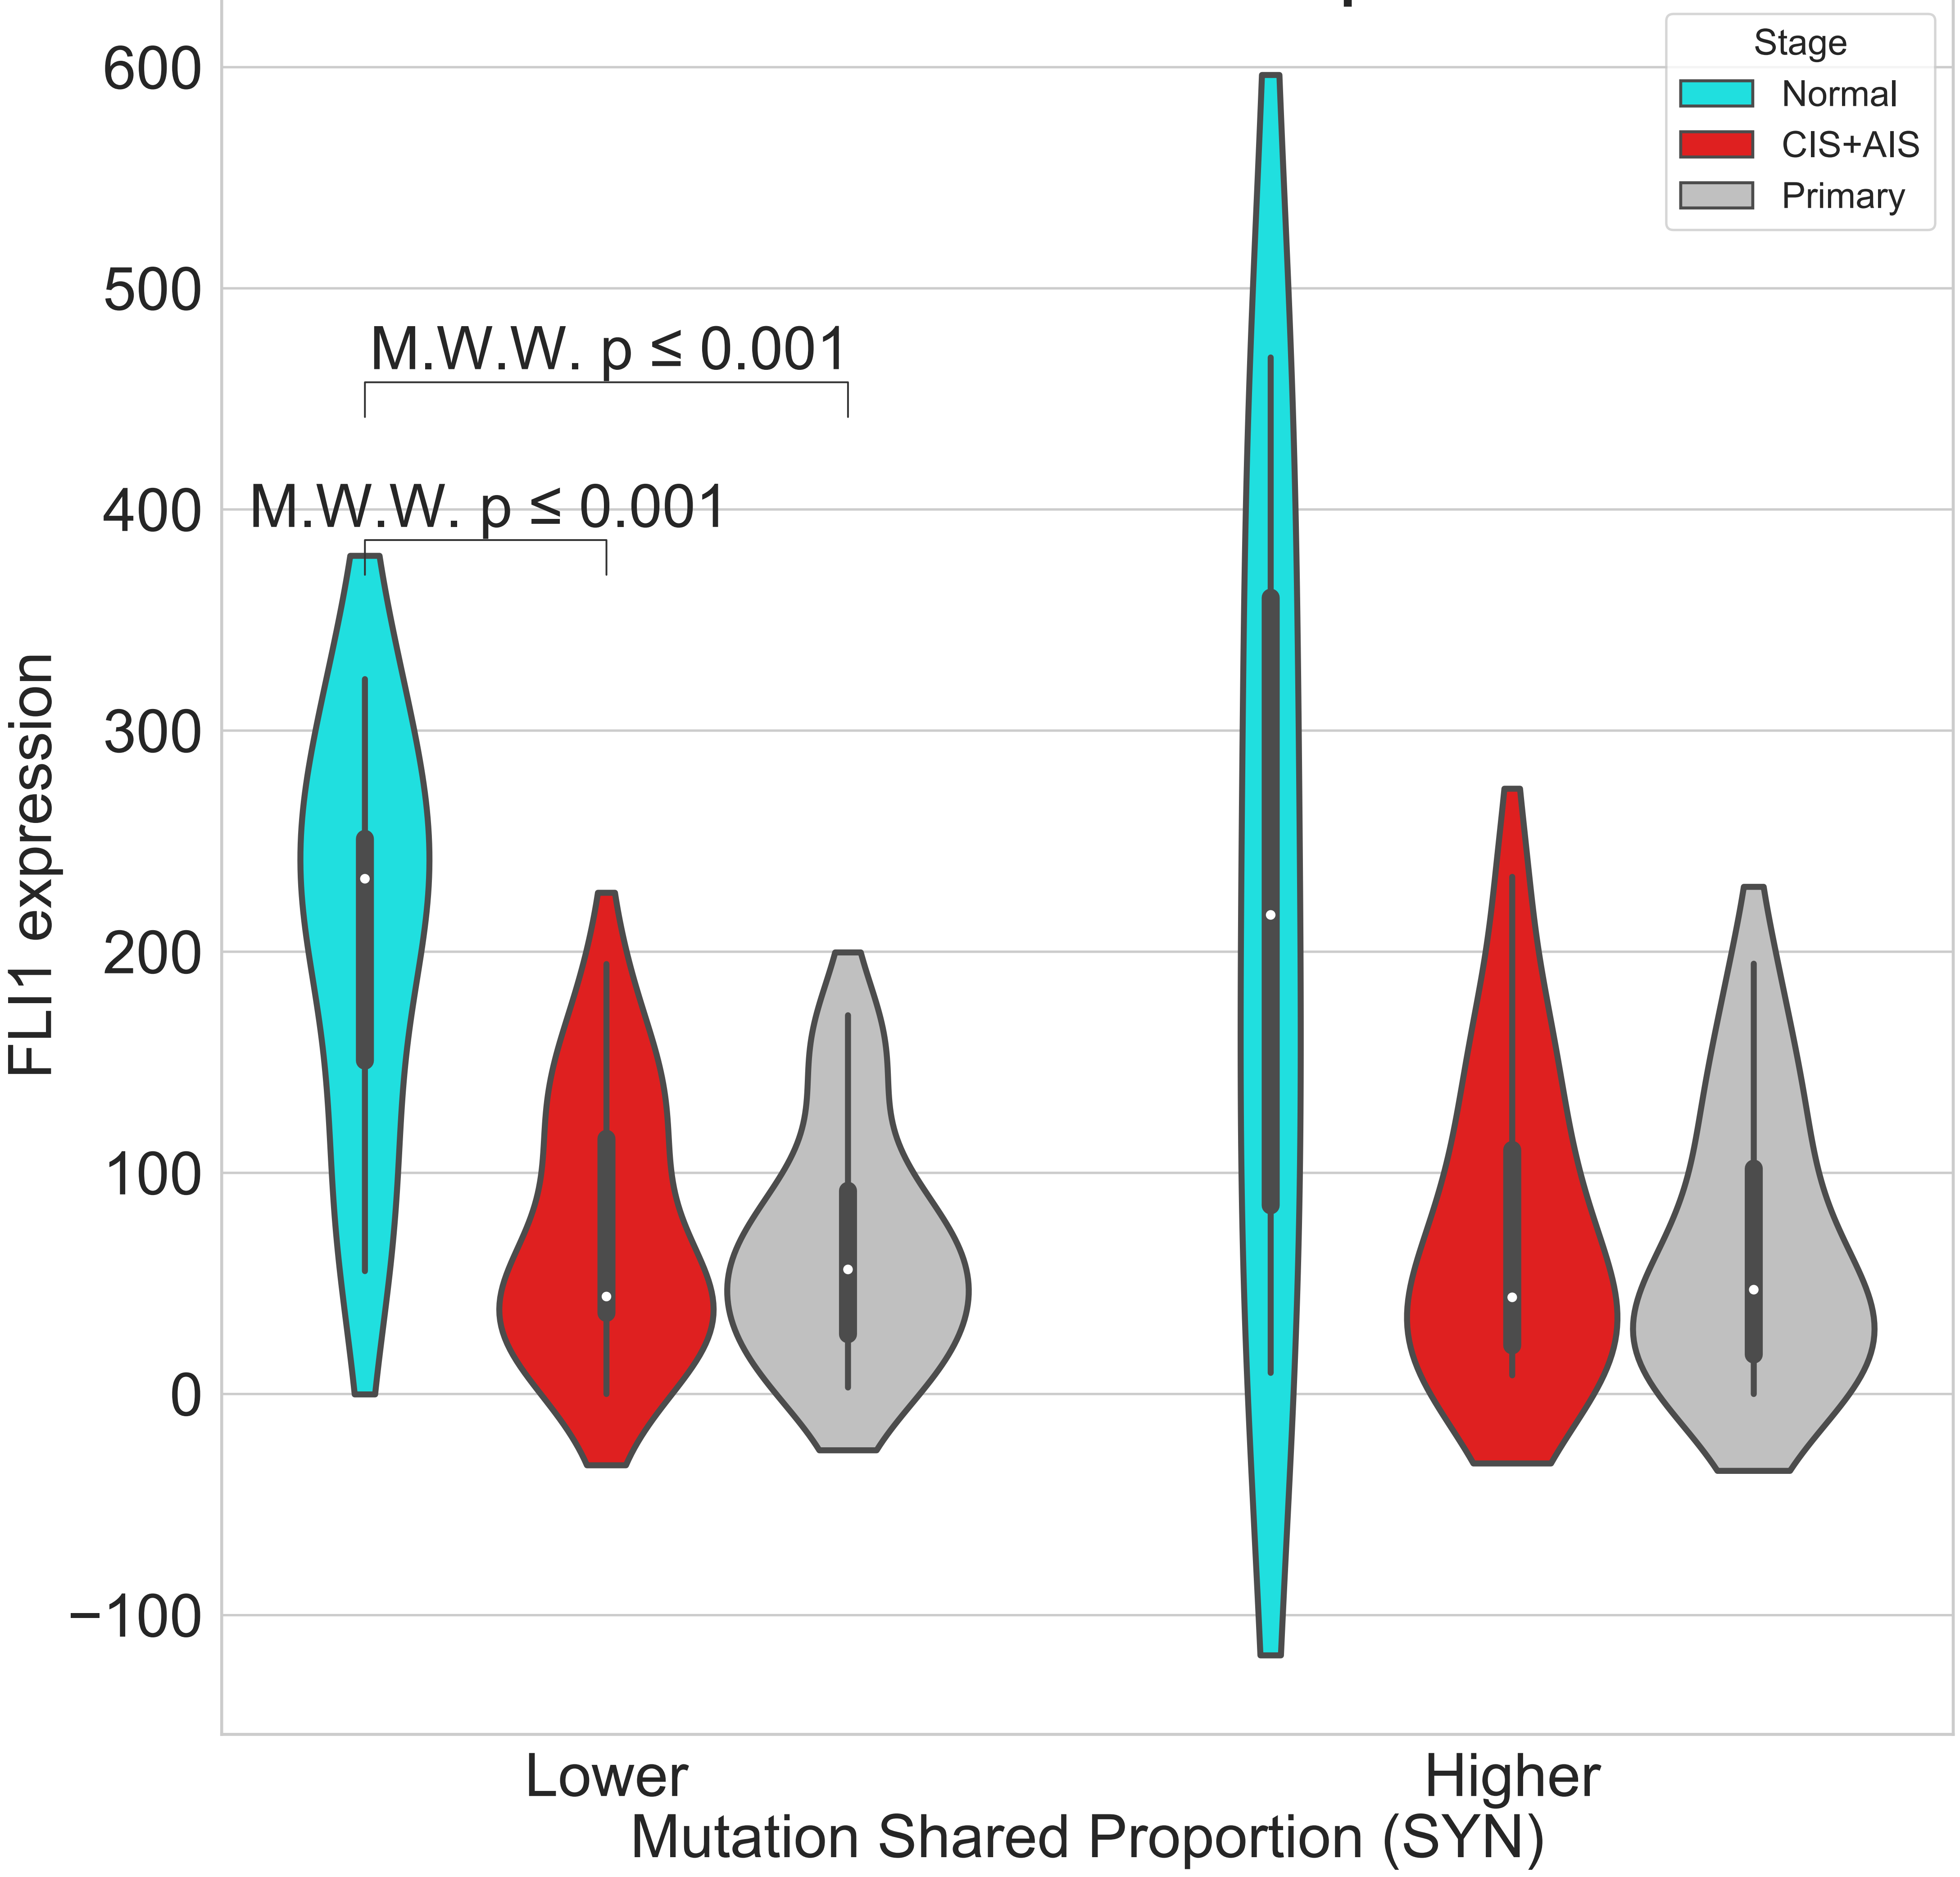 600
500
400
300
200
100
0
−100
FLI1 expression
Stage
Normal
CIS+AIS
Primary
M.W.W. p ≤ 0.001
M.W.W. p ≤ 0.001
Lower
Higher
Mutation Shared Proportion (SYN)